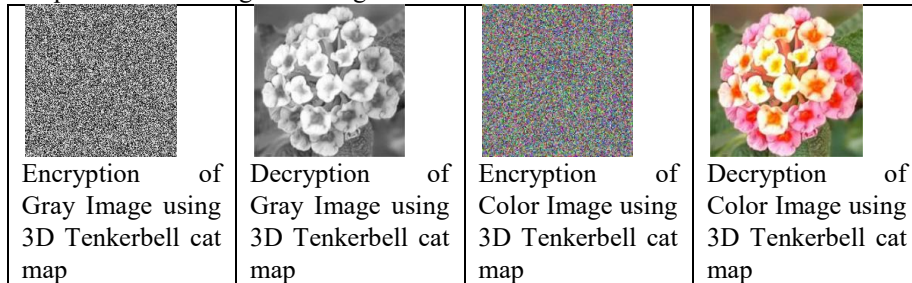 Encryption of
Gray Image using
3D Tenkerbell cat
map
Decryption of
Gray Image using
3D Tenkerbell cat
map
Encryption of
Color Image using
3D Tenkerbell cat
map
Decryption of
Color Image using
3D Tenkerbell cat
map